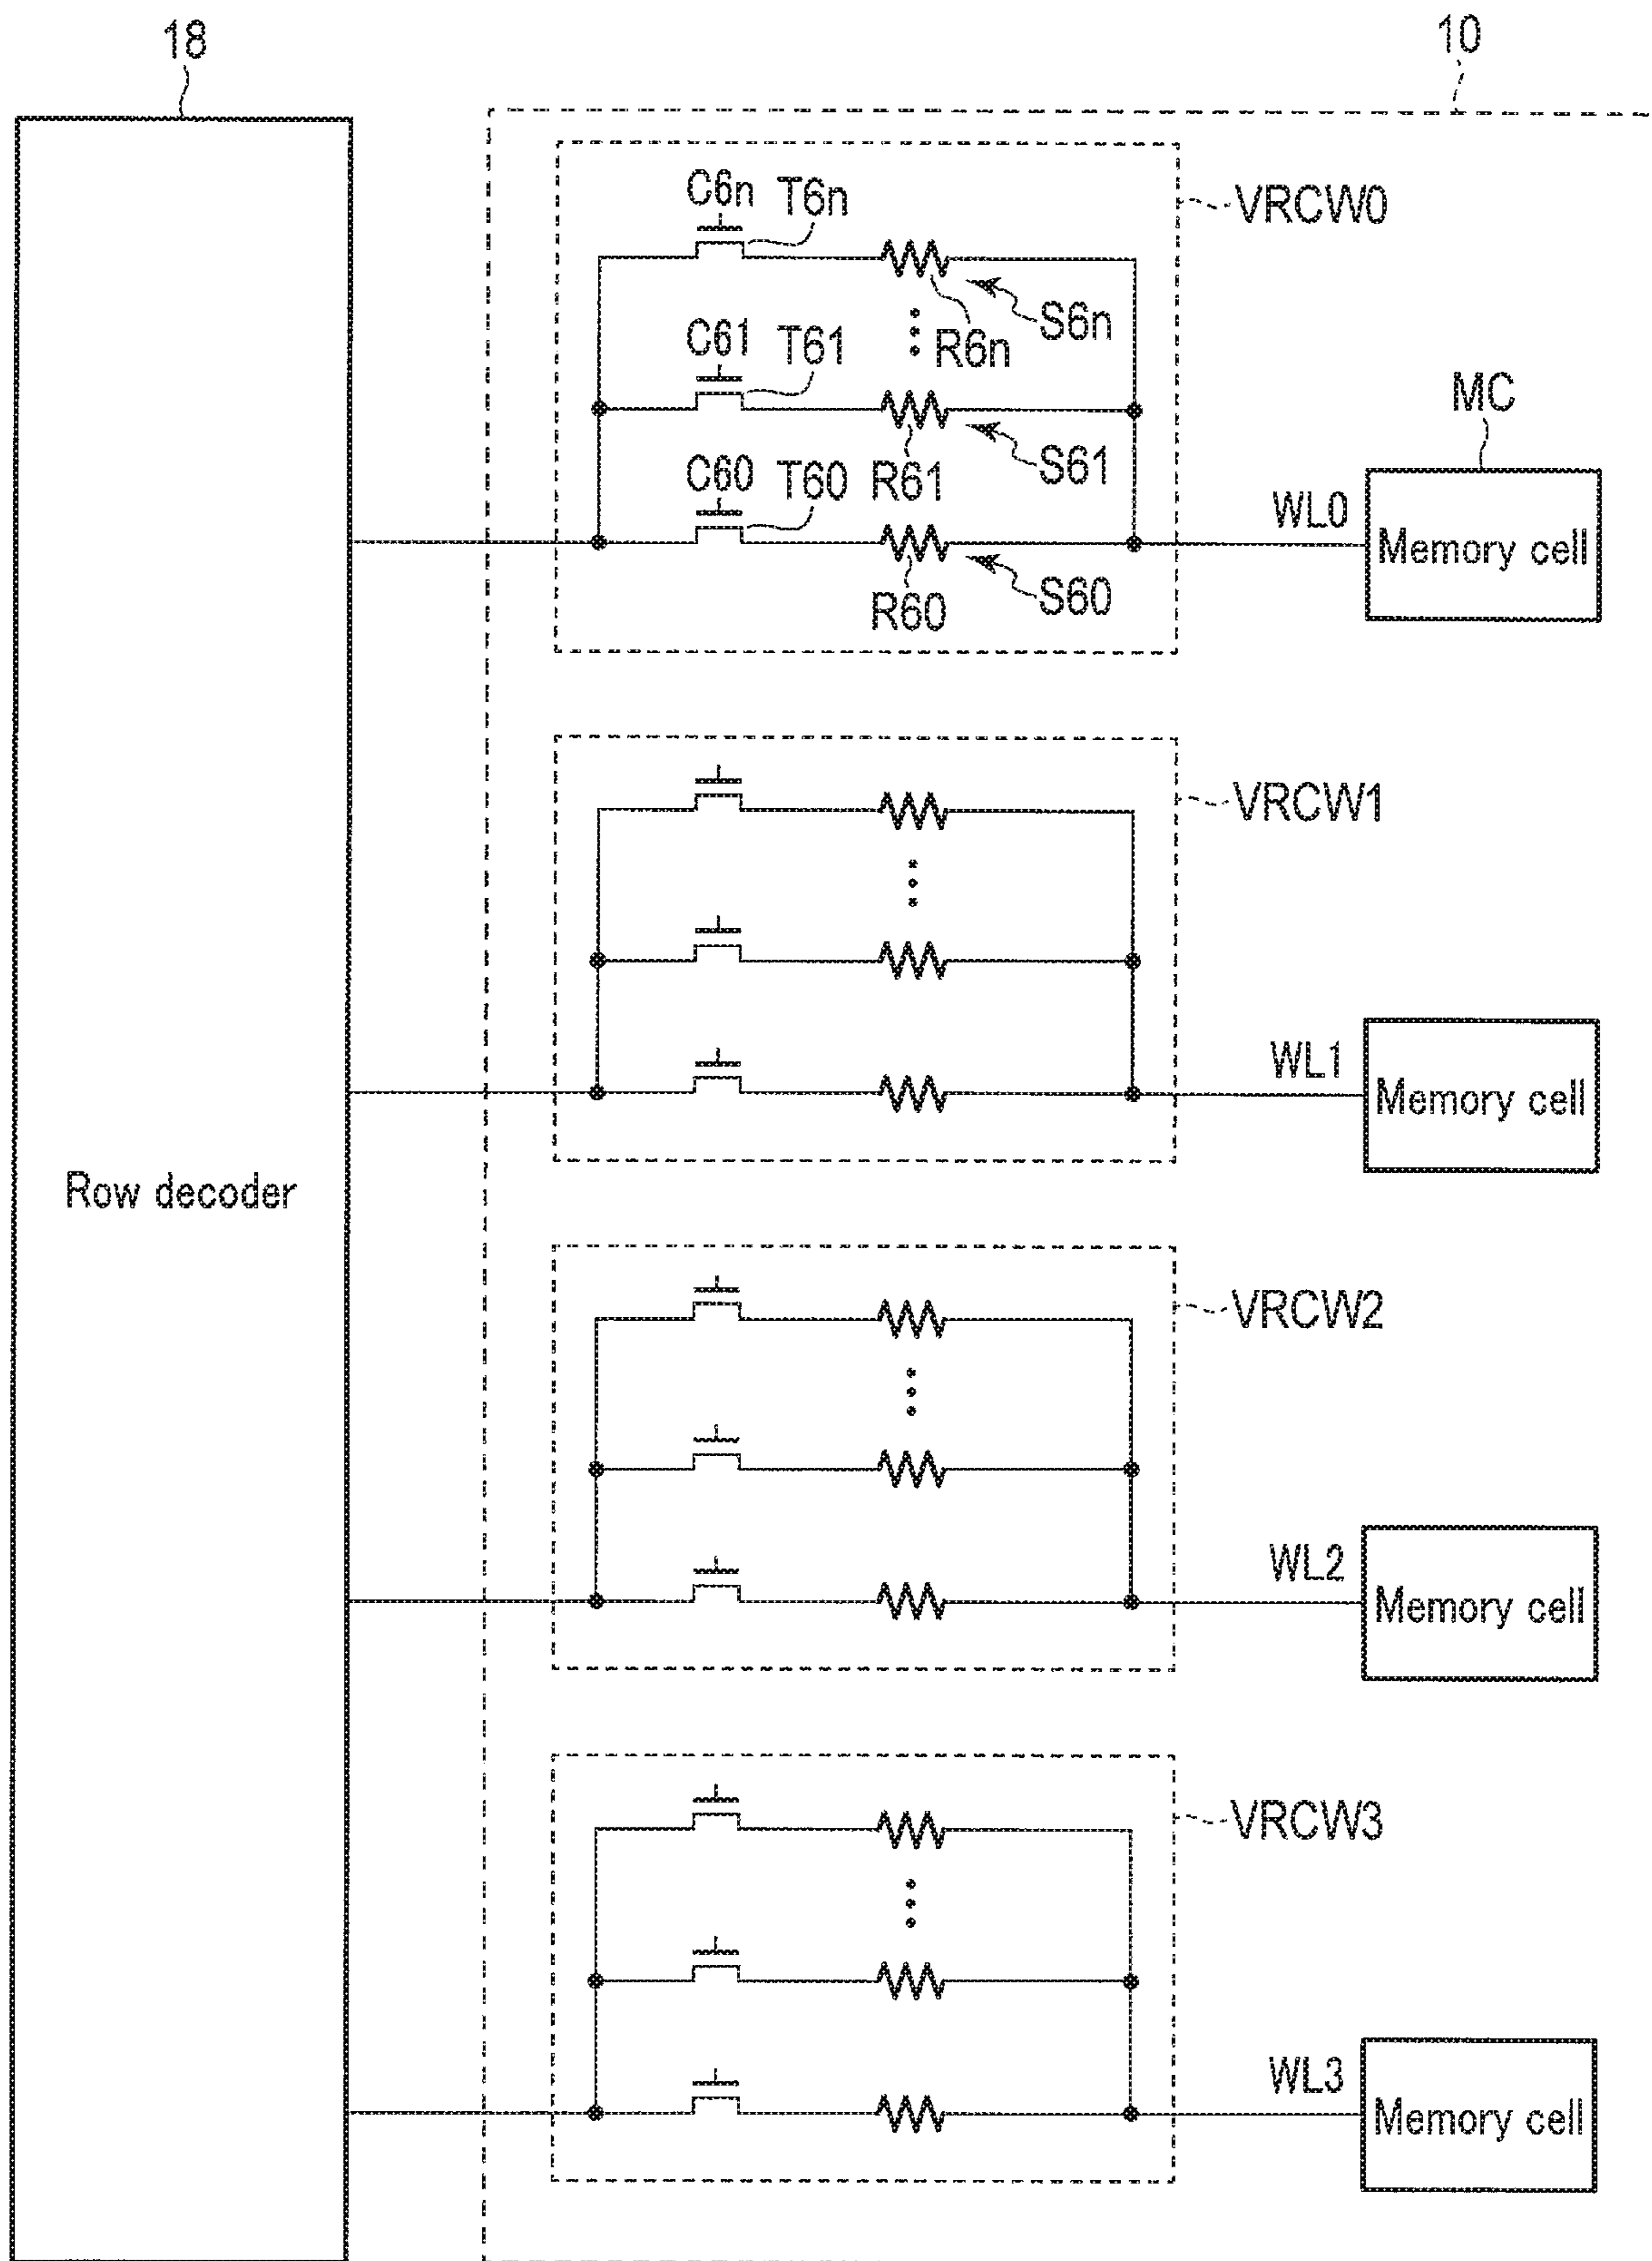 18
10
C6n T6n
VRCW0
S6n
R6n
C61 T61
MC
S61
R61
C60 T60
WL0
Memory cell
S60
R60
VRCW1
WL1
Memory cell
Row decoder
VRCW2
WL2
Memory cell
VRCW3
WL3
Memory cell